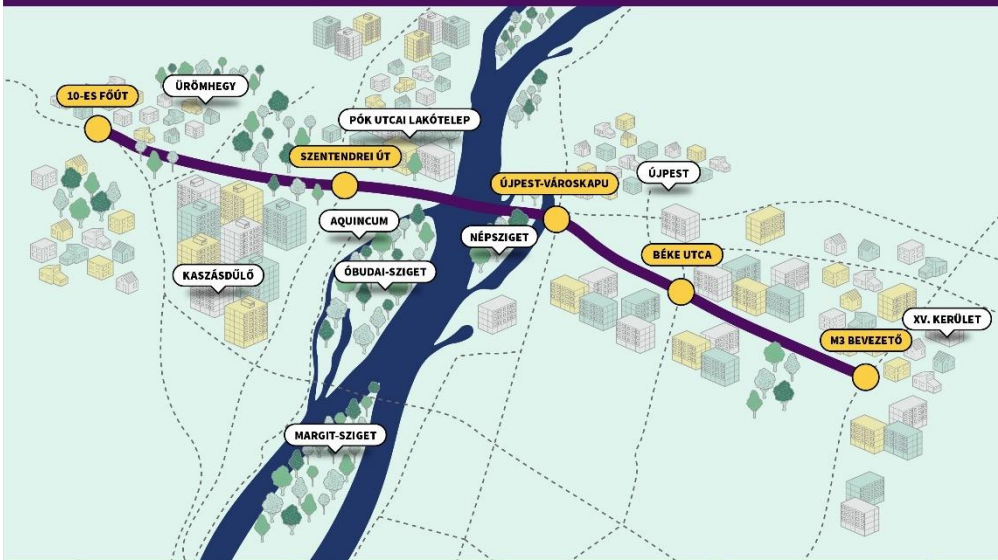 ÜRÖMHEGY
10-ES FŐÚT
PÓK UTCAI LAKÓTELEP
SZENTENDREI ÚT
ÚJPEST
ÚJPEST-VÁROSKAPU
AQUINCUM
NÉPSZIGET
BÉKE UTCA
ÓBUDAI-SZIGET
KASZÁSDŰLŐ
XV. KERÜLET
M3 BEVEZETŐ
MARGIT-SZIGET